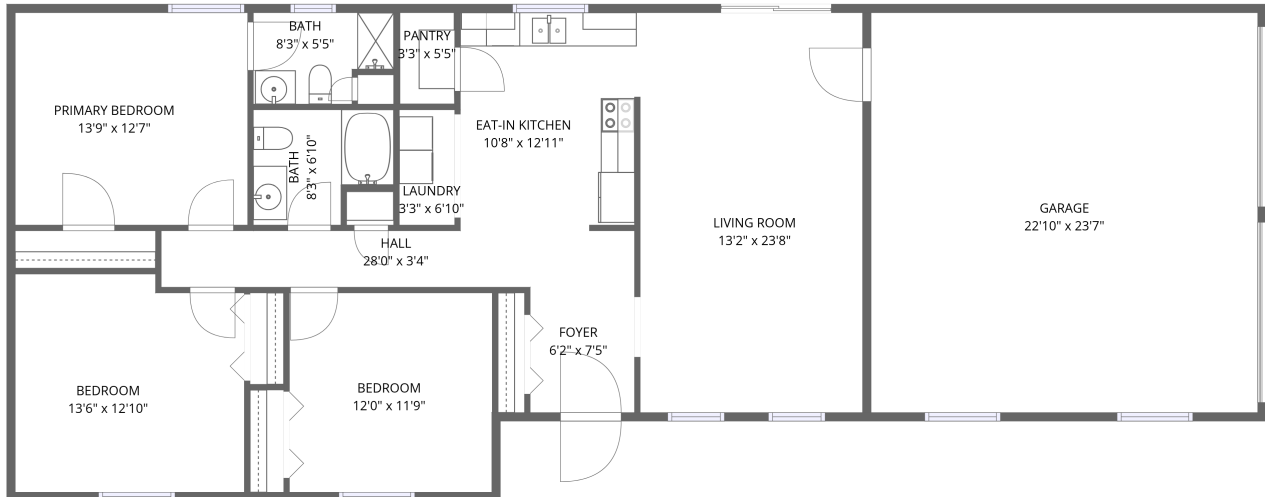 BATH
8'3" x 5'5"
PANTRY
3'3" x 5'5"
PRIMARY BEDROOM
13'9" x 12'7"
EAT-IN KITCHEN
10'8" x 12'11"
BATH
8'3" x 6'10"
LAUNDRY
3'3" x 6'10"
LIVING ROOM
13'2" x 23'8"
GARAGE
22'10" x 23'7"
HALL
28'0" x 3'4"
FOYER
6'2" x 7'5"
BEDROOM
13'6" x 12'10"
BEDROOM
12'0" x 11'9"